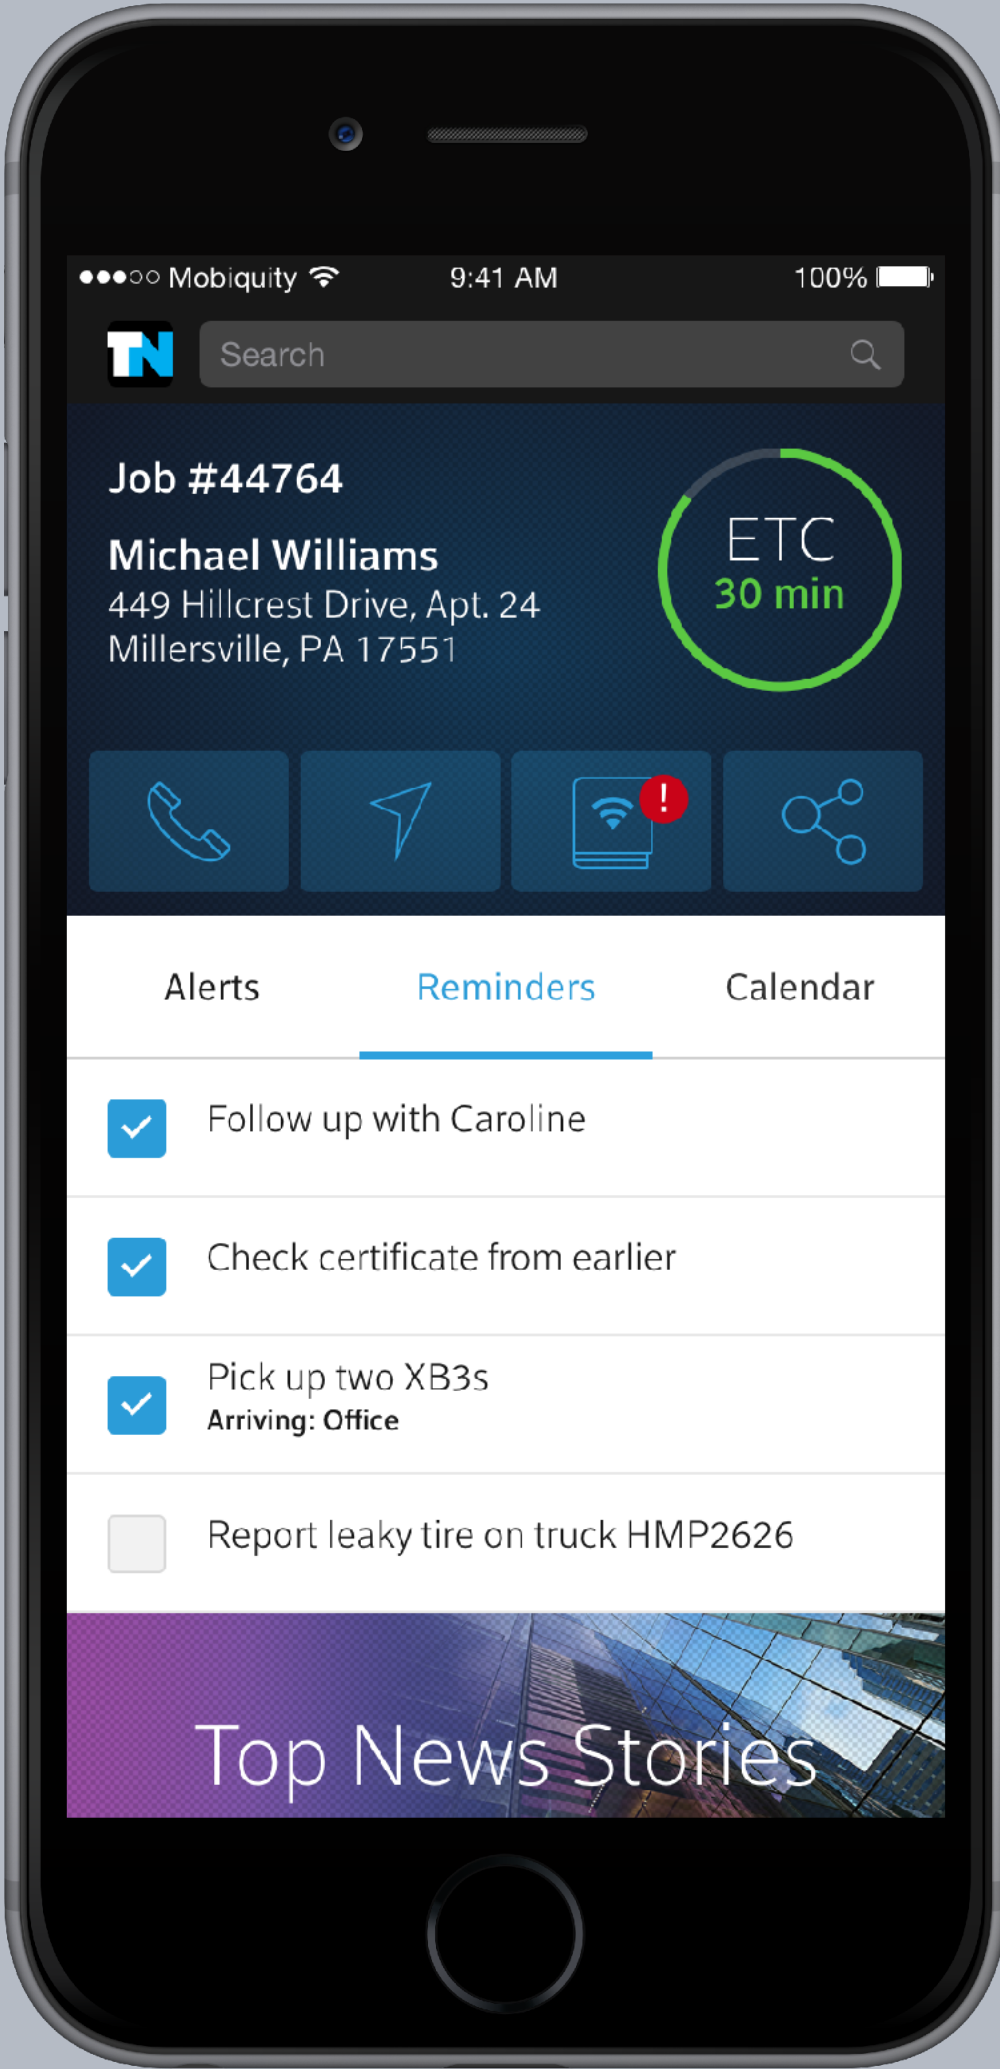 Mobiquity 9:41 AM 100%
TN Search
Job #44764
Michael Williams
449 Hillcrest Drive, Apt. 24
Millersville, PA 17551
ETC
30 min
!
Alerts Reminders Calendar
Follow up with Caroline
Check certificate from earlier
Pick up two XB3s
Arriving: Office
Report leaky tire on truck HMP2626
Top News Stories